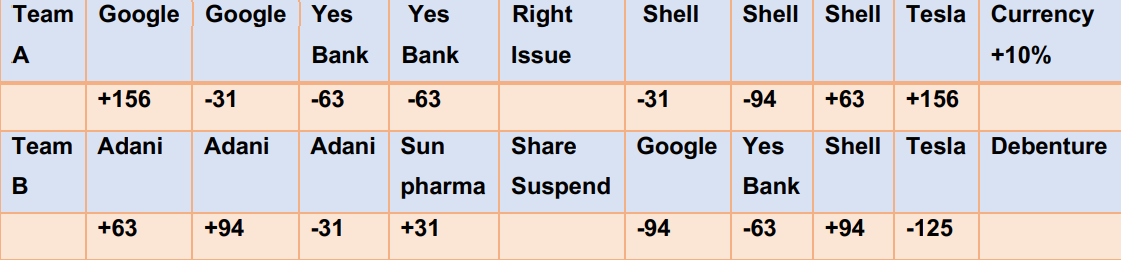 Team A Google Google Yes Bank Yes Bank Right Issue Shell Shell Shell Tesla Currency +10%
+156 -31 -63 -63 -31 -94 +63 +156
Team B Adani Adani Adani Sun pharma Share Suspend Google Yes Bank Shell Tesla Debenture
+63 +94 -31 +31 -94 -63 +94 -125